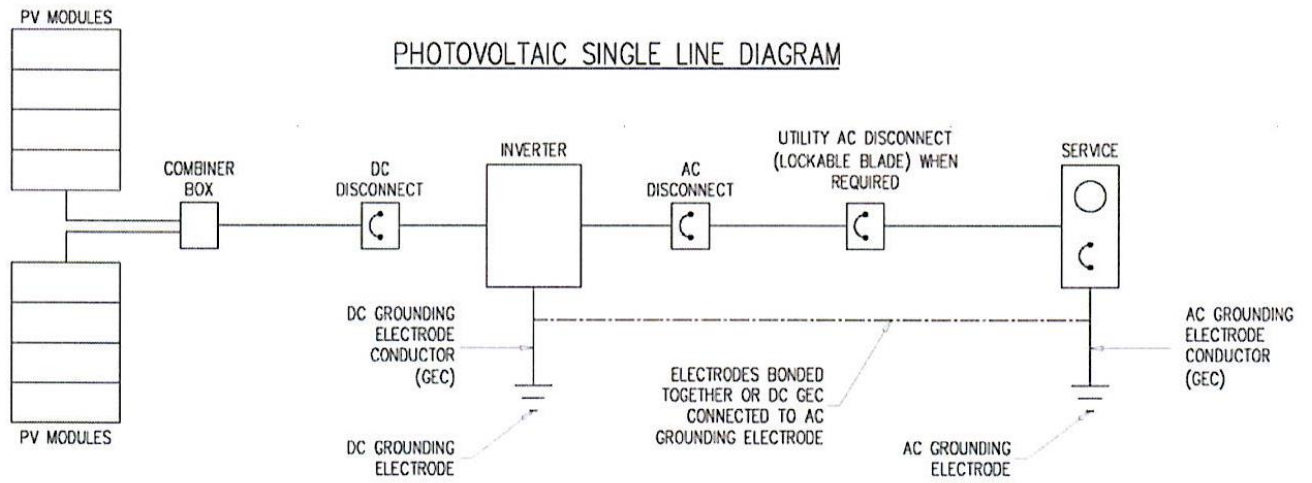 PV MODULES
PHOTOVOLTAIC SINGLE LINE DIAGRAM
COMBINER
BOX
DC
DISCONNECT
INVERTER
AC
DISCONNECT
UTILITY AC DISCONNECT
(LOCKABLE BLADE) WHEN
REQUIRED
SERVICE
DC GROUNDING
ELECTRODE
CONDUCTOR
(GEC)
ELECTRODES BONDED
TOGETHER OR DC GEC
CONNECTED TO AC
GROUNDING ELECTRODE
AC GROUNDING
ELECTRODE
CONDUCTOR
(GEC)
PV MODULES
DC GROUNDING
ELECTRODE
AC GROUNDING
ELECTRODE